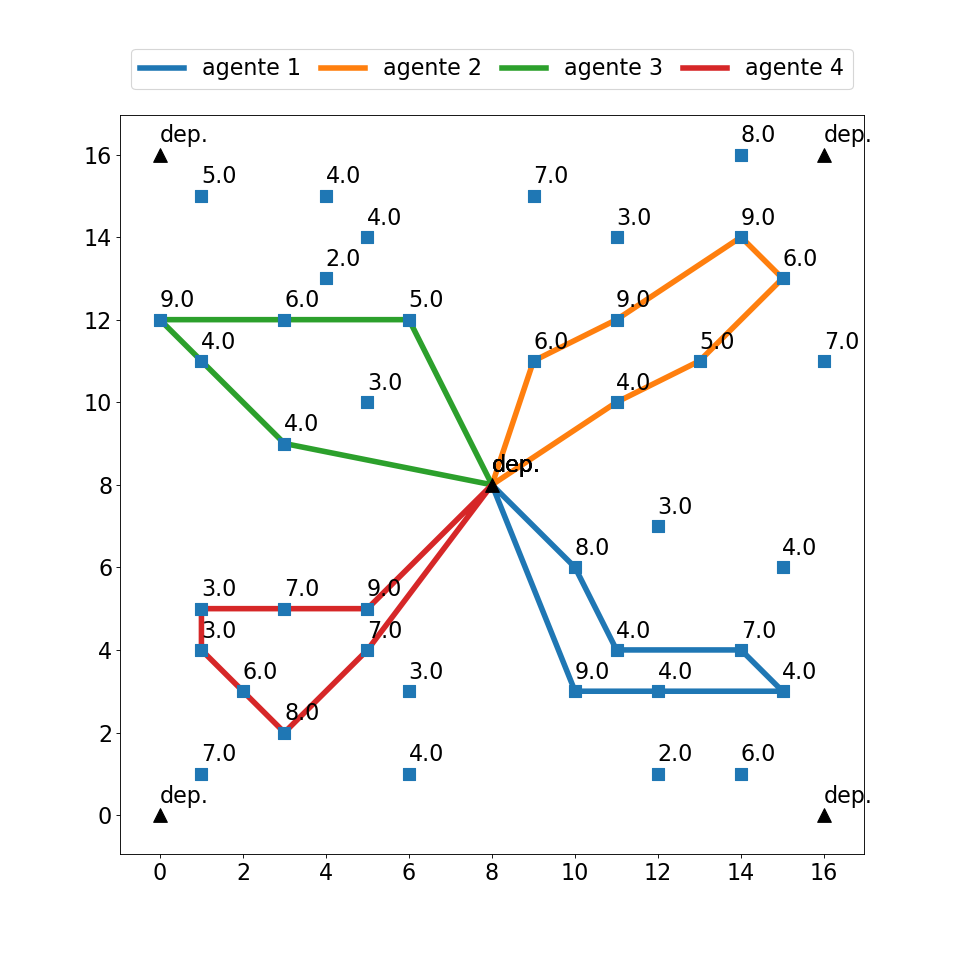 agente 1 agente 2 agente 3 agente 4
dep. 8.0 dep.
16
5.0 4.0 7.0
4.0 3.0 9.0
14
2.0 6.0
9.0 6.0 5.0 9.0
12
4.0 6.0 5.0 7.0
3.0 4.0
10
4.0
dep.
8
3.0
8.0 4.0
6
3.0 7.0 9.0
3.0 7.0 4.0 7.0
4
6.0 3.0 9.0 4.0 4.0
8.0
2
7.0 4.0 2.0 6.0
dep. dep.
0
0 2 4 6 8 10 12 14 16